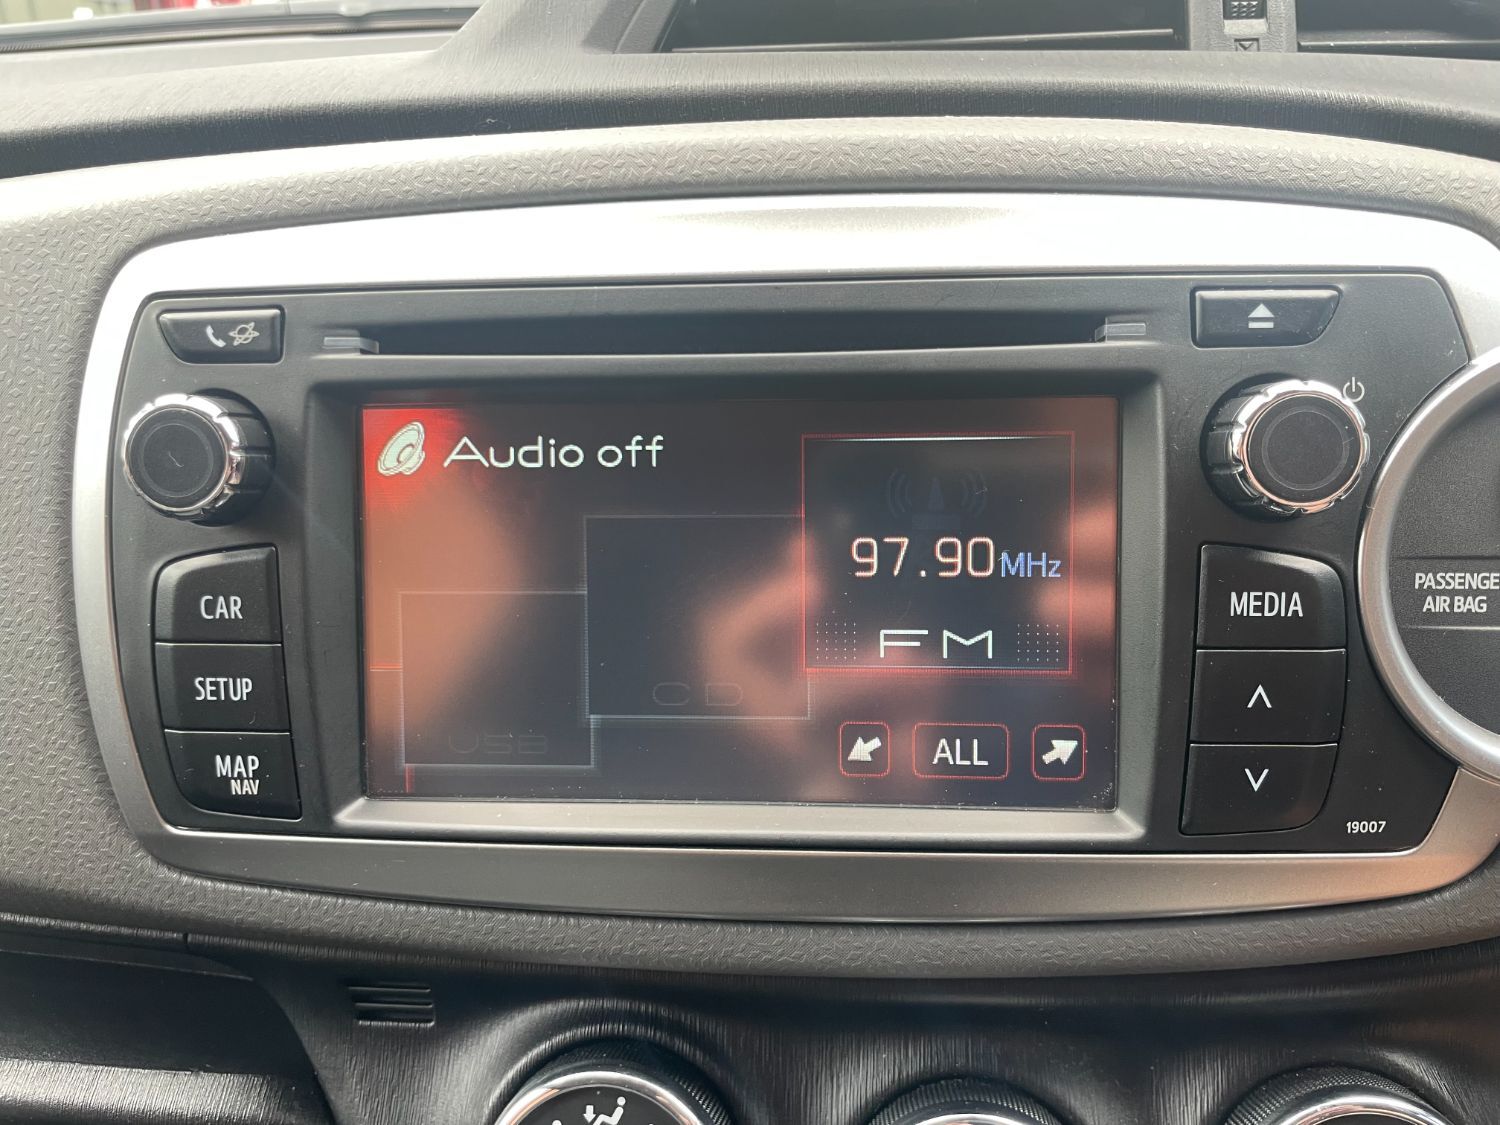 Audio off
97.90MHz
FM
CD
USB
ALL
CAR
SETUP
MAP
NAV
MEDIA
19007
PASSENGE
AIR BAG